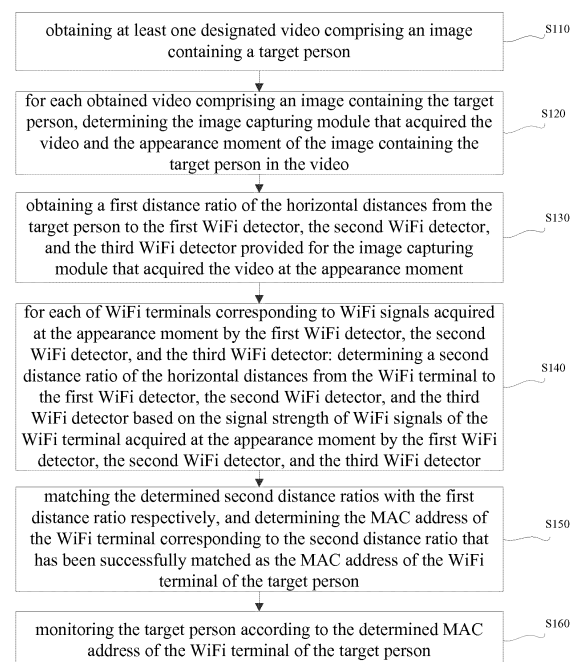 obtaining at least one designated video comprising an image
containing a target person
S110
for each obtained video comprising an image containing the target
person, determining the image capturing module that acquired the
video and the appearance moment of the image containing the
target person in the video
S120
obtaining a first distance ratio of the horizontal distances from the
target person to the first WiFi detector, the second WiFi detector,
and the third WiFi detector provided for the image capturing
module that acquired the video at the appearance moment
S130
for each of WiFi terminals corresponding to WiFi signals acquired
at the appearance moment by the first WiFi detector, the second
WiFi detector, and the third WiFi detector: determining a second
distance ratio of the horizontal distances from the WiFi terminal to
the first WiFi detector, the second WiFi detector, and the third
WiFi detector based on the signal strength of WiFi signals of the
WiFi terminal acquired at the appearance moment by the first WiFi
detector, the second WiFi detector, and the third WiFi detector
S140
matching the determined second distance ratios with the first
distance ratio respectively, and determining the MAC address of
the WiFi terminal corresponding to the second distance ratio that
has been successfully matched as the MAC address of the WiFi
terminal of the target person
S150
monitoring the target person according to the determined MAC
address of the WiFi terminal of the target person
S160